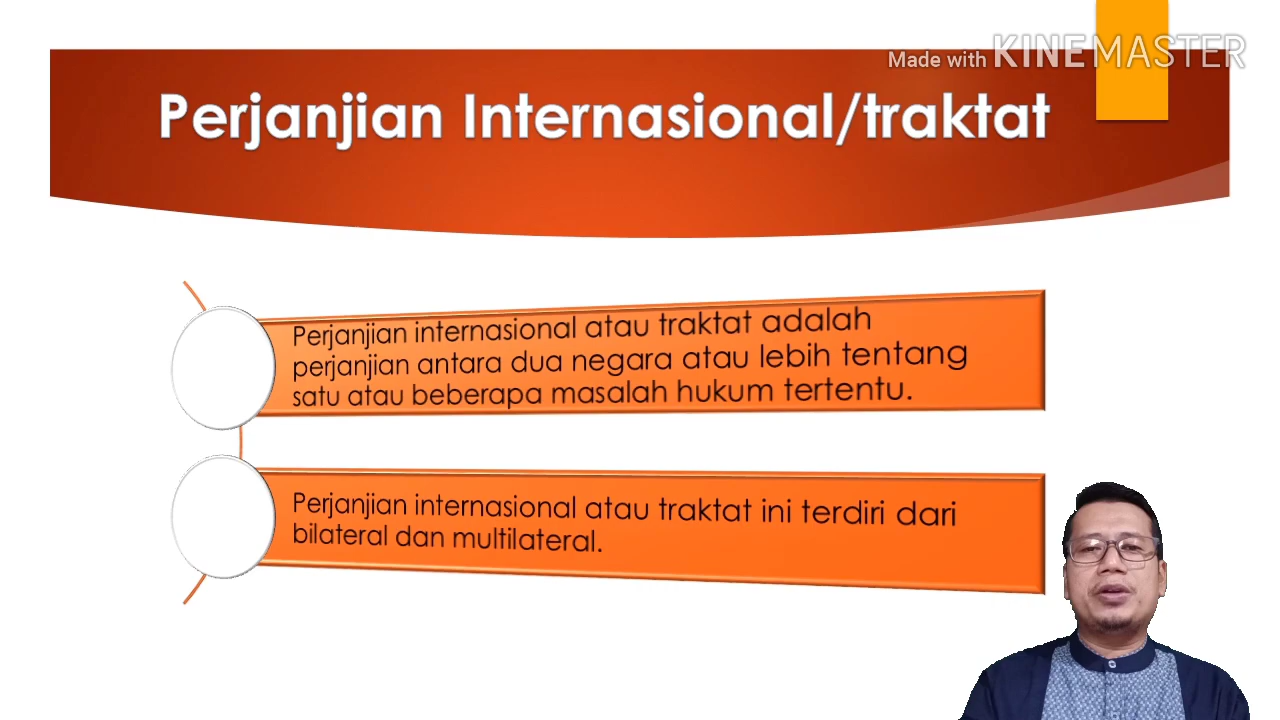 Made with KINEMASTER
Perjanjian Internasional/traktat
Perjanjian internasional atau traktat adalah
perjanjian antara dua negara atau lebih tentang
satu atau beberapa masalah hukum tertentu.
Perjanjian internasional atau traktat ini terdiri dari
bilateral dan multilateral.